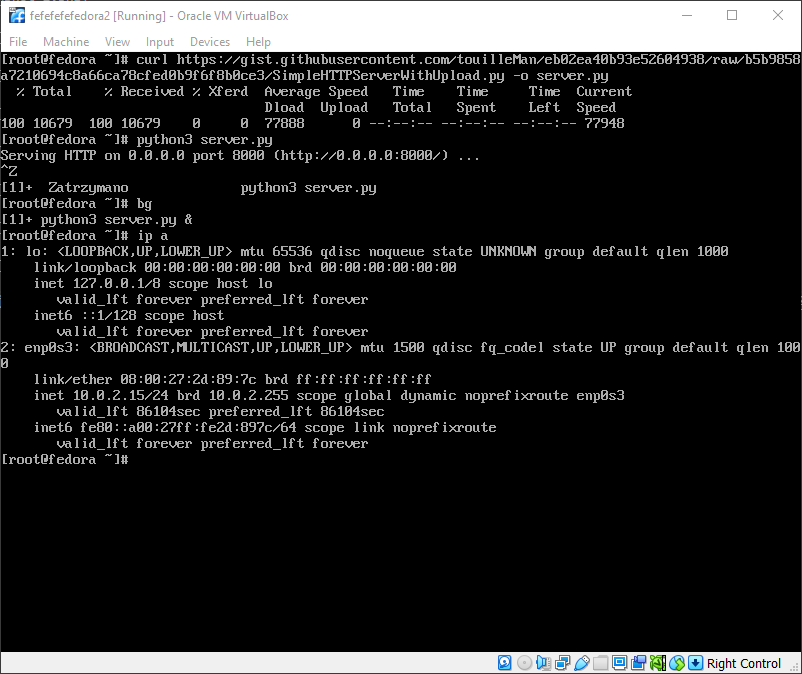 fefefefefedora2 [Running] - Oracle VM VirtualBox
File Machine View Input Devices Help
[root@fedora ~]# curl https://gist.githubusercontent.com/touilleMan/eb02ea40b93e52604938/raw/b5b9858
a7210694c8a66ca78cfed0b9f6f8b0ce3/SimpleHTTPServerWithUpload.py -o server.py
  % Total    % Received % Xferd  Average Speed   Time    Time     Time  Current
                                 Dload  Upload   Total   Spent    Left  Speed
100 10679  100 10679    0     0  77888      0 --:--:-- --:--:-- --:--:-- 77948
[root@fedora ~]# python3 server.py
Serving HTTP on 0.0.0.0 port 8000 (http://0.0.0.0:8000/) ...
^Z
[1]+  Zatrzymano              python3 server.py
[root@fedora ~]# bg
[1]+ python3 server.py &
[root@fedora ~]# ip a
1: lo: <LOOPBACK,UP,LOWER_UP> mtu 65536 qdisc noqueue state UNKNOWN group default qlen 1000
    link/loopback 00:00:00:00:00:00 brd 00:00:00:00:00:00
    inet 127.0.0.1/8 scope host lo
       valid_lft forever preferred_lft forever
    inet6 ::1/128 scope host
       valid_lft forever preferred_lft forever
2: enp0s3: <BROADCAST,MULTICAST,UP,LOWER_UP> mtu 1500 qdisc fq_codel state UP group default qlen 100
0
    link/ether 08:00:27:2d:89:7c brd ff:ff:ff:ff:ff:ff
    inet 10.0.2.15/24 brd 10.0.2.255 scope global dynamic noprefixroute enp0s3
       valid_lft 86104sec preferred_lft 86104sec
    inet6 fe80::a00:27ff:fe2d:897c/64 scope link noprefixroute
       valid_lft forever preferred_lft forever
[root@fedora ~]#
Right Control